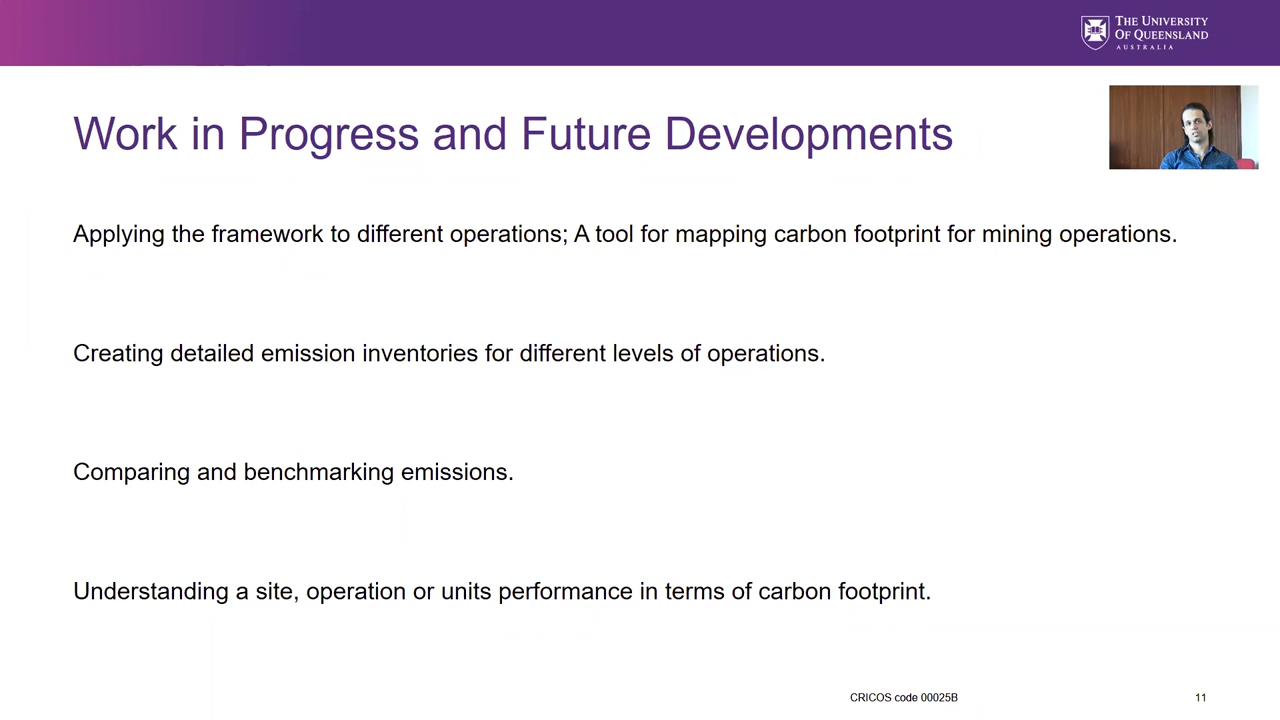 THE UNIVERSITY
OF QUEENSLAND
AUSTRALIA
Work in Progress and Future Developments
Applying the framework to different operations; A tool for mapping carbon footprint for mining operations.
Creating detailed emission inventories for different levels of operations.
Comparing and benchmarking emissions.
Understanding a site, operation or units performance in terms of carbon footprint.
CRICOS code 00025B
11